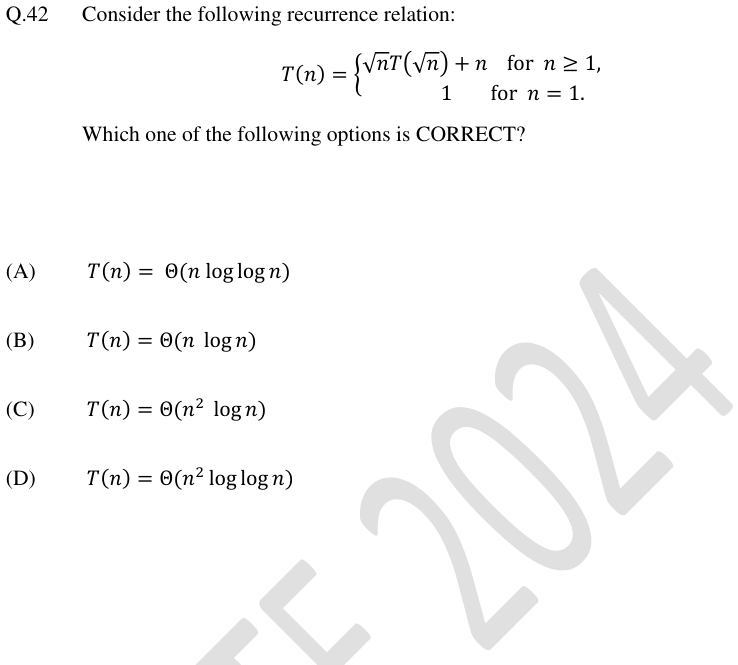 Q.42 Consider the following recurrence relation:
T(n) = {√nT(√n) + n for n ≥ 1,
1 for n = 1.
Which one of the following options is CORRECT?
(A) T(n) = Θ(n log log n)
(B) T(n) = Θ(n log n)
(C) T(n) = Θ(n² log n)
(D) T(n) = Θ(n² log log n)
2024